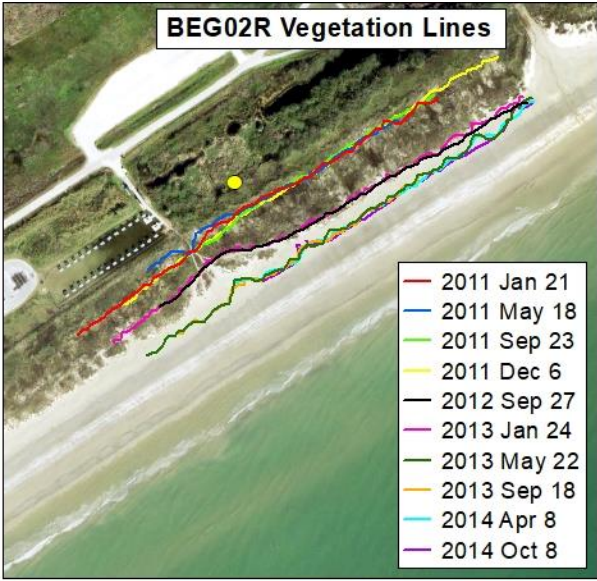 BEG02R Vegetation Lines
2011 Jan 21
2011 May 18
2011 Sep 23
2011 Dec 6
2012 Sep 27
2013 Jan 24
2013 May 22
2013 Sep 18
2014 Apr 8
2014 Oct 8